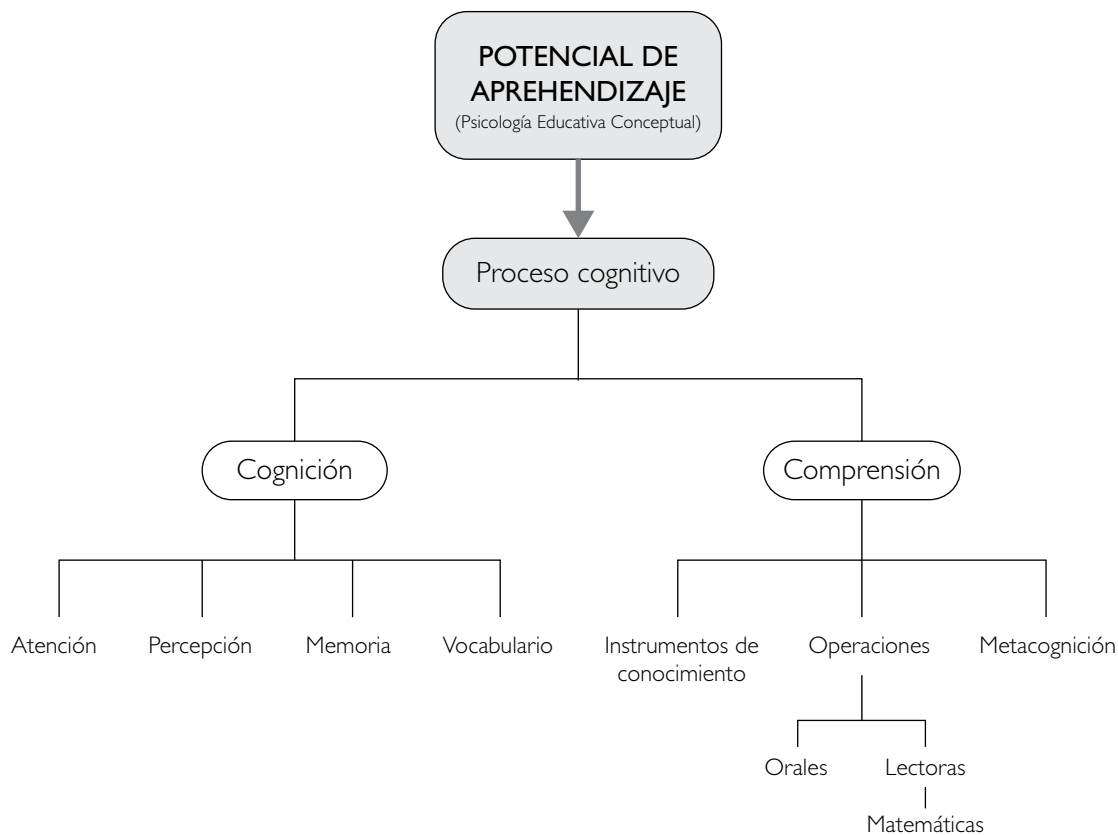 POTENCIAL DE
APREHENDIZAJE
(Psicología Educativa Conceptual)
Proceso cognitivo
Cognición
Comprensión
Atención
Percepción
Memoria
Vocabulario
Instrumentos de
conocimiento
Operaciones
Metacognición
Orales
Lectoras
Matemáticas